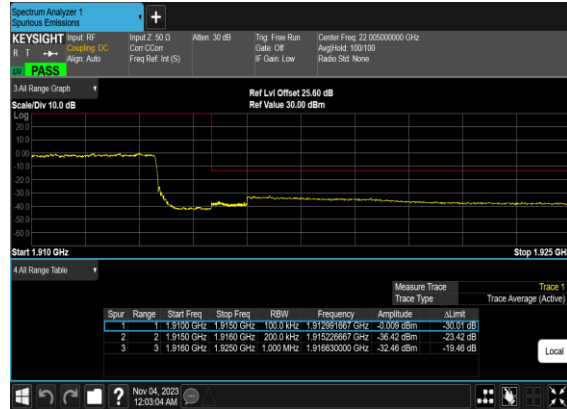 Spectrum Analyzer 1
Spurious Emissions
KEYSIGHT Input: RF Input Z: 50 Ω Atten: 30 dB Trig: Free Run Center Freq: 22.005000000 GHz
R T Coupling: DC Corr CCorr Gate: Off Avg|Hold: 100/100
Align: Auto Freq Ref: Int (S) IF Gain: Low Radio Std: None
PASS
3 All Range Graph
Ref Lvl Offset 25.60 dB
Scale/Div 10.0 dB Ref Value 30.00 dBm
Log
20.0
10.0
0.00
-10.0
-20.0
-30.0
-40.0
-50.0
-60.0
Start 1.910 GHz Stop 1.925 GH
4 All Range Table
Measure Trace Trace 1
Trace Type Trace Average (Active)
Spur Range Start Freq Stop Freq RBW Frequency Amplitude ΔLimit
1 1 1.9100 GHz 1.9150 GHz 100.0 kHz 1.912991667 GHz -0.009 dBm -30.01 dB
2 2 1.9150 GHz 1.9160 GHz 200.0 kHz 1.915226667 GHz -36.42 dBm -23.42 dB
3 3 1.9160 GHz 1.9250 GHz 1.000 MHz 1.916630000 GHz -32.46 dBm -19.46 dB
Local
Nov 04, 2023
12:03:04 AM